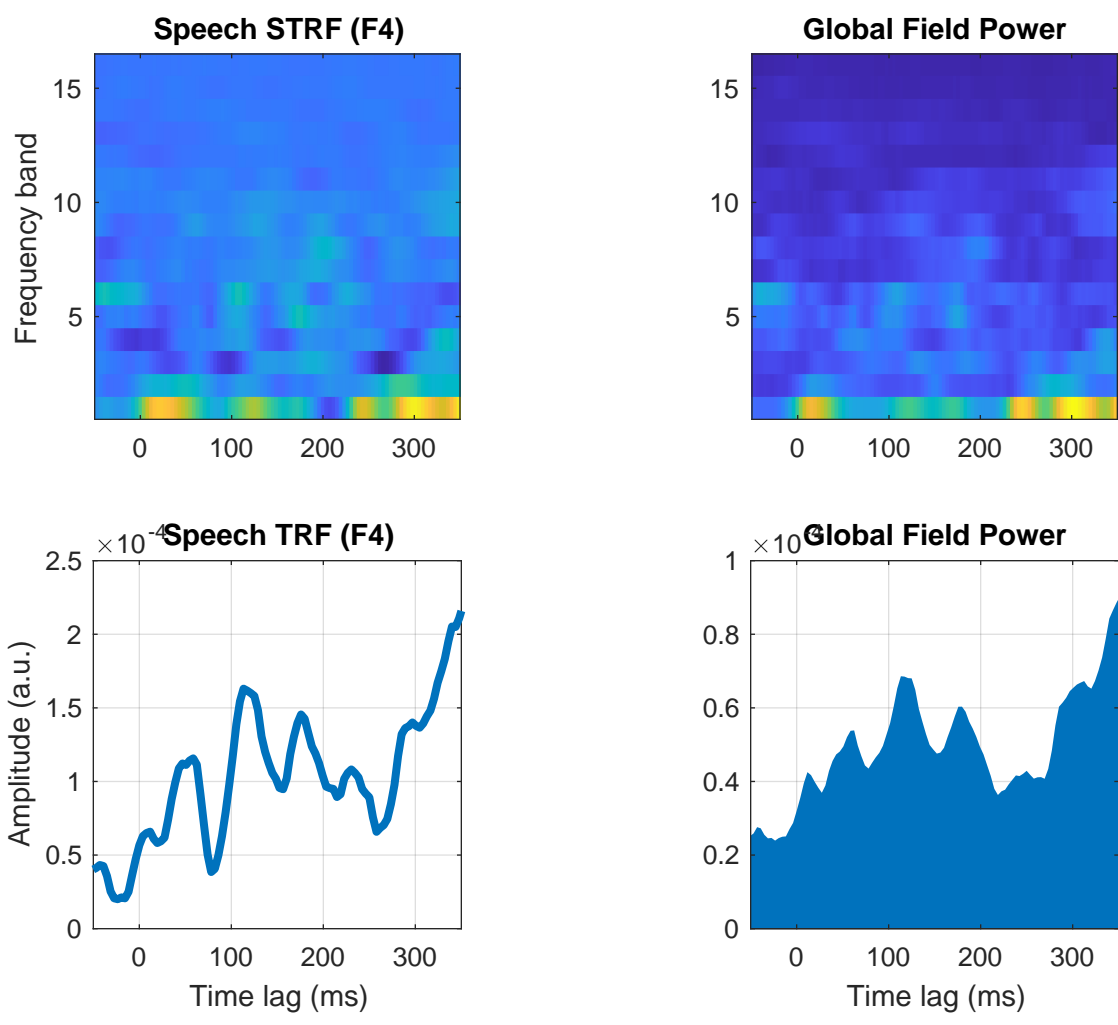 Speech STRF (F4)
Frequency band
15
10
5
0 100 200 300
Global Field Power
15
10
5
0 100 200 300
×10-4
Speech TRF (F4)
Amplitude (a.u.)
2.5
2
1.5
1
0.5
0
0 100 200 300
Time lag (ms)
×10-4
Global Field Power
1
0.8
0.6
0.4
0.2
0
0 100 200 300
Time lag (ms)